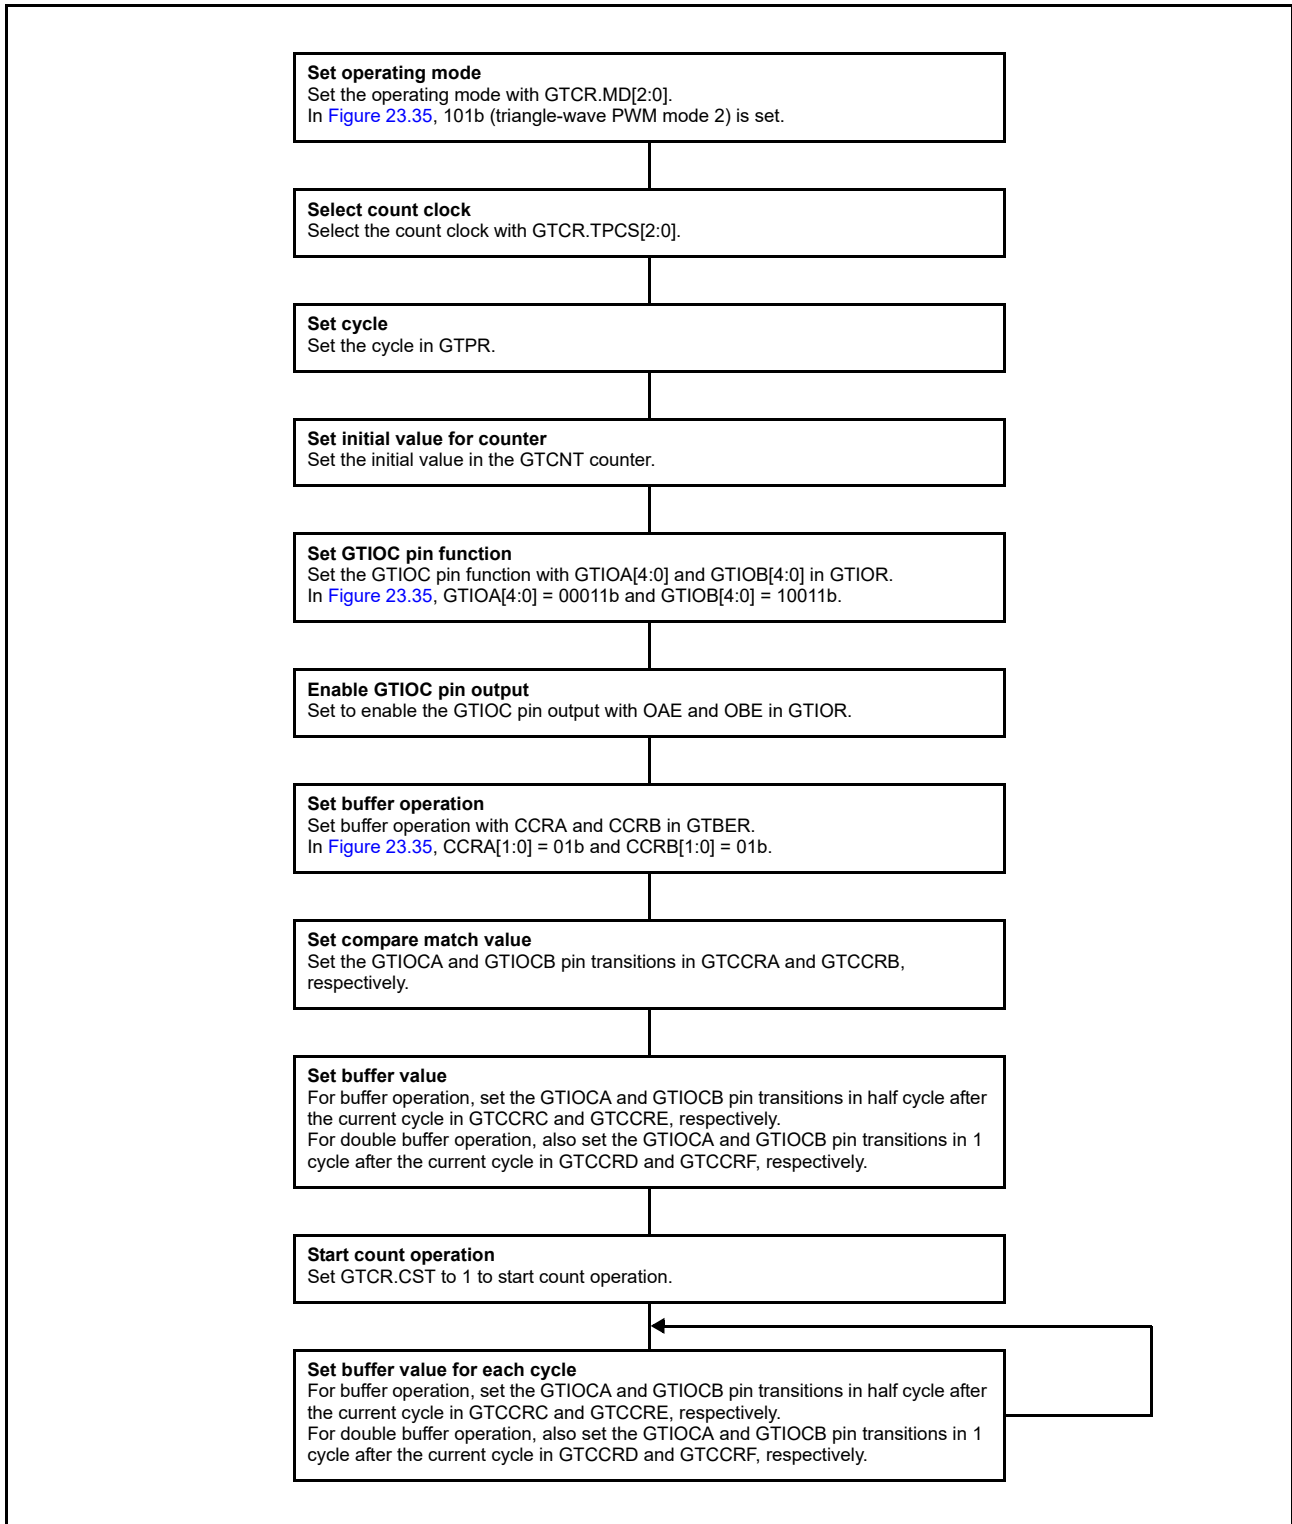 Set operating mode
Set the operating mode with GTCR.MD[2:0].
In Figure 23.35, 101b (triangle-wave PWM mode 2) is set.
Select count clock
Select the count clock with GTCR.TPCS[2:0].
Set cycle
Set the cycle in GTPR.
Set initial value for counter
Set the initial value in the GTCNT counter.
Set GTIOC pin function
Set the GTIOC pin function with GTIOA[4:0] and GTIOB[4:0] in GTIOR.
In Figure 23.35, GTIOA[4:0] = 00011b and GTIOB[4:0] = 10011b.
Enable GTIOC pin output
Set to enable the GTIOC pin output with OAE and OBE in GTIOR.
Set buffer operation
Set buffer operation with CCRA and CCRB in GTBER.
In Figure 23.35, CCRA[1:0] = 01b and CCRB[1:0] = 01b.
Set compare match value
Set the GTIOCA and GTIOCB pin transitions in GTCCRA and GTCCRB,
respectively.
Set buffer value
For buffer operation, set the GTIOCA and GTIOCB pin transitions in half cycle after
the current cycle in GTCCRC and GTCCRE, respectively.
For double buffer operation, also set the GTIOCA and GTIOCB pin transitions in 1
cycle after the current cycle in GTCCRD and GTCCRF, respectively.
Start count operation
Set GTCR.CST to 1 to start count operation.
Set buffer value for each cycle
For buffer operation, set the GTIOCA and GTIOCB pin transitions in half cycle after
the current cycle in GTCCRC and GTCCRE, respectively.
For double buffer operation, also set the GTIOCA and GTIOCB pin transitions in 1
cycle after the current cycle in GTCCRD and GTCCRF, respectively.